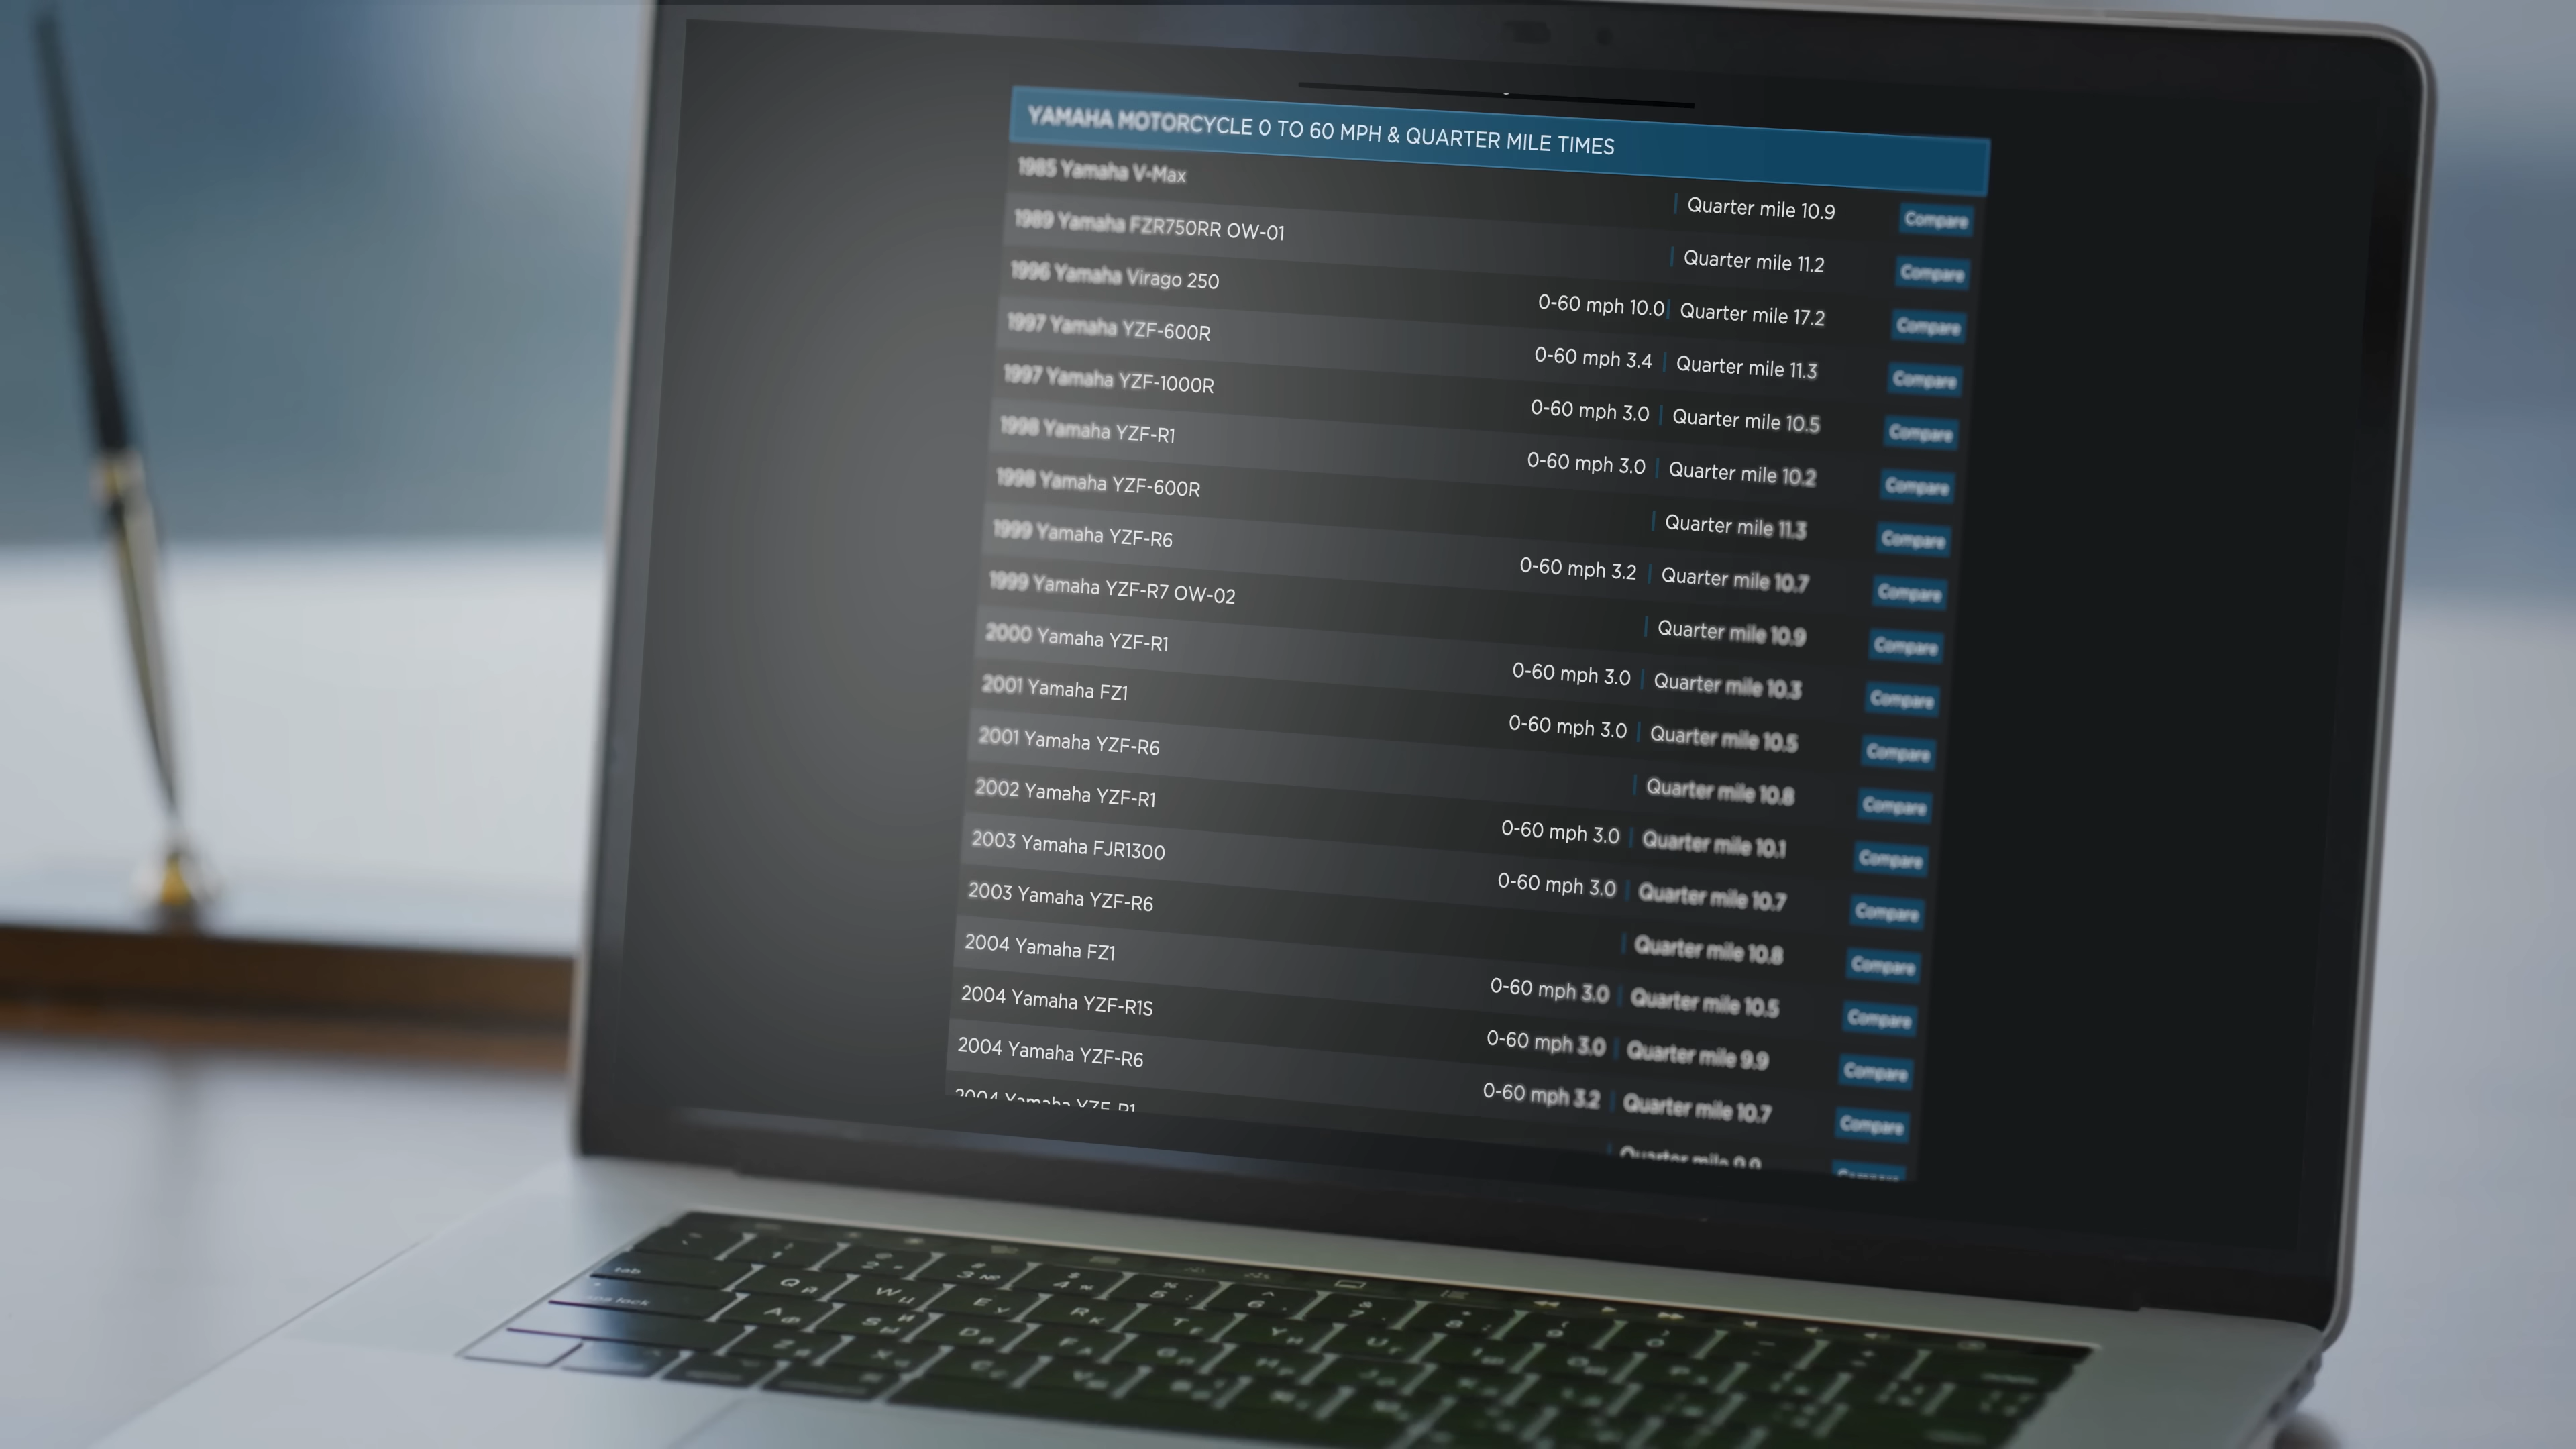 YAMAHA MOTORCYCLE 0 TO 60 MPH & QUARTER MILE TIMES
1985 Yamaha V-Max Quarter mile 10.9 Compare
1989 Yamaha FZR750RR OW-01 Quarter mile 11.2 Compare
1996 Yamaha Virago 250 0-60 mph 10.0 Quarter mile 17.2 Compare
1997 Yamaha YZF-600R 0-60 mph 3.4 Quarter mile 11.3 Compare
1997 Yamaha YZF-1000R 0-60 mph 3.0 Quarter mile 10.5 Compare
1998 Yamaha YZF-R1 0-60 mph 3.0 Quarter mile 10.2 Compare
1998 Yamaha YZF-600R Quarter mile 11.3 Compare
1999 Yamaha YZF-R6 0-60 mph 3.2 Quarter mile 10.7 Compare
1999 Yamaha YZF-R7 OW-02 Quarter mile 10.9 Compare
2000 Yamaha YZF-R1 0-60 mph 3.0 Quarter mile 10.3 Compare
2001 Yamaha FZ1 0-60 mph 3.0 Quarter mile 10.5 Compare
2001 Yamaha YZF-R6 Quarter mile 10.8 Compare
2002 Yamaha YZF-R1 0-60 mph 3.0 Quarter mile 10.1 Compare
2003 Yamaha FJR1300 0-60 mph 3.0 Quarter mile 10.7 Compare
2003 Yamaha YZF-R6 Quarter mile 10.8 Compare
2004 Yamaha FZ1 0-60 mph 3.0 Quarter mile 10.5 Compare
2004 Yamaha YZF-R1S 0-60 mph 3.0 Quarter mile 9.9 Compare
2004 Yamaha YZF-R6 0-60 mph 3.2 Quarter mile 10.7 Compare
2004 Yamaha YZF-R1 Quarter mile 9.9
tab
caps lock